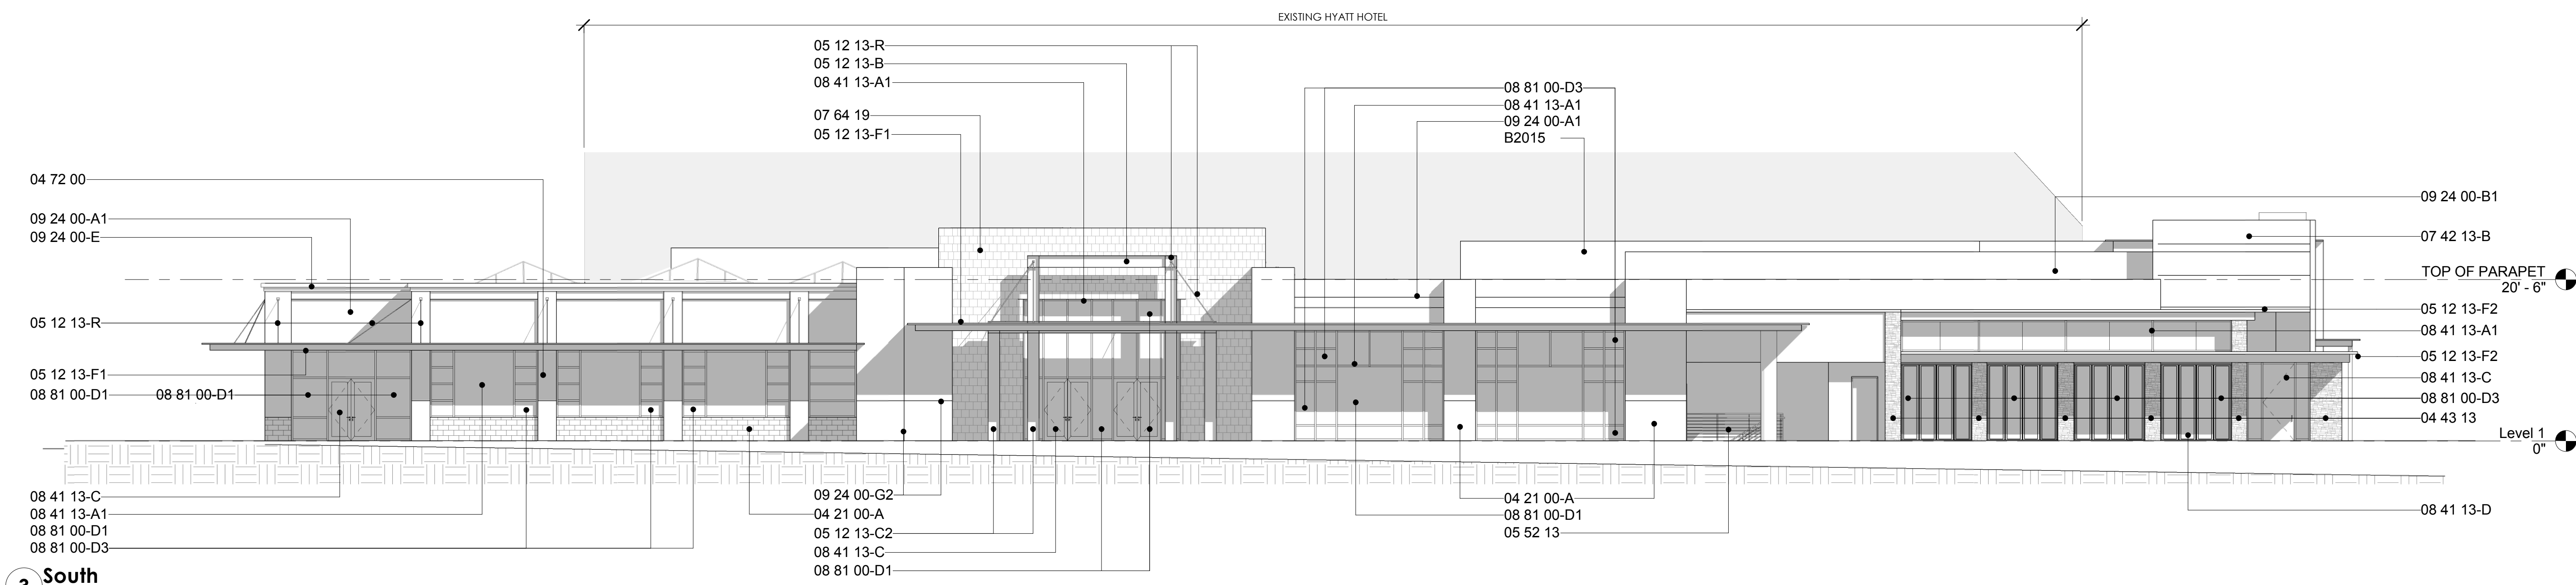 EXISTING HYATT HOTEL
05 12 13-R
05 12 13-B
08 41 13-A1
07 64 19
05 12 13-F1
08 81 00-D3
08 41 13-A1
09 24 00-A1
B2015
04 72 00
09 24 00-A1
09 24 00-E
05 12 13-R
05 12 13-F1
08 81 00-D1 08 81 00-D1
09 24 00-B1
07 42 13-B
TOP OF PARAPET
20' - 6"
05 12 13-F2
08 41 13-A1
05 12 13-F2
08 41 13-C
08 81 00-D3
04 43 13
Level 1
0"
08 41 13-C
08 41 13-A1
08 81 00-D1
08 81 00-D3
09 24 00-G2
04 21 00-A
05 12 13-C2
08 41 13-C
08 81 00-D1
04 21 00-A
08 81 00-D1
05 52 13
08 41 13-D
3 South